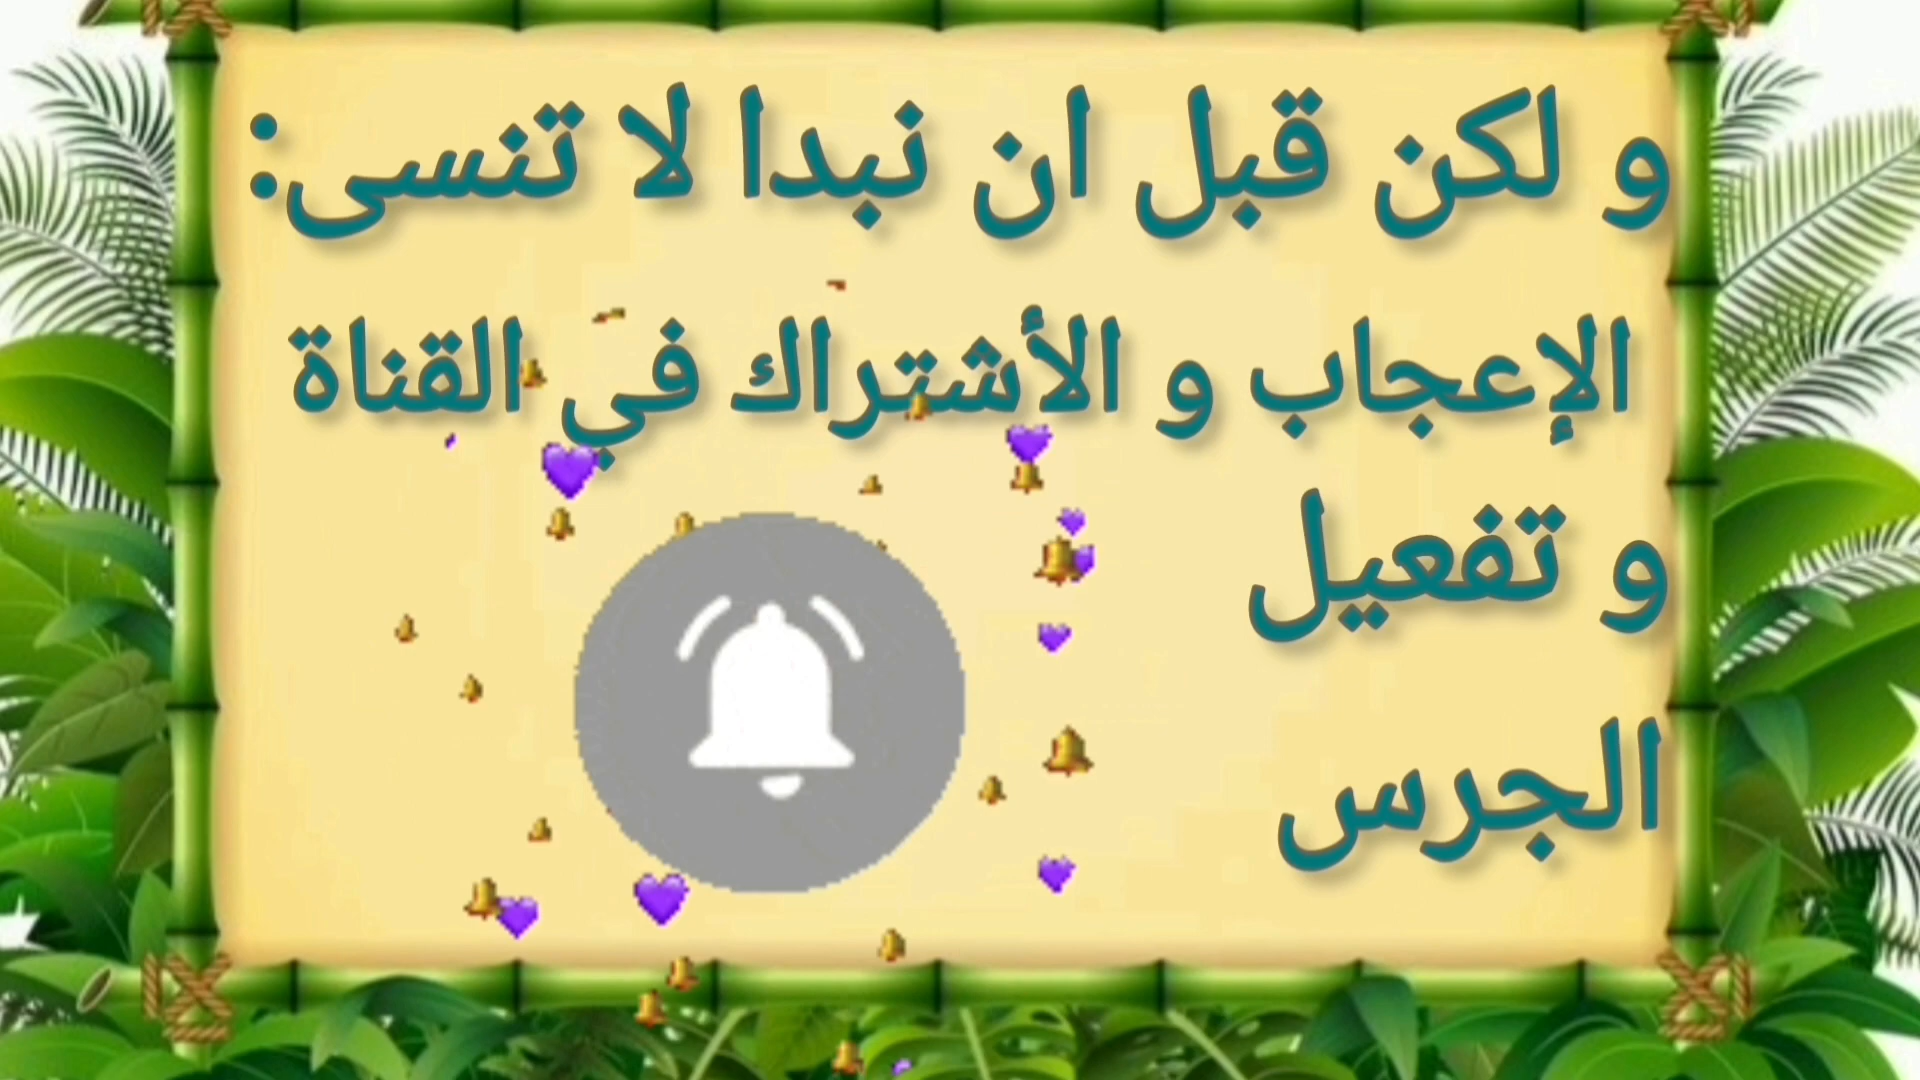 و لكن قبل ان نبدا لا تنسى:
الإعجاب و الأشتراك في القناة
و تفعيل
الجرس